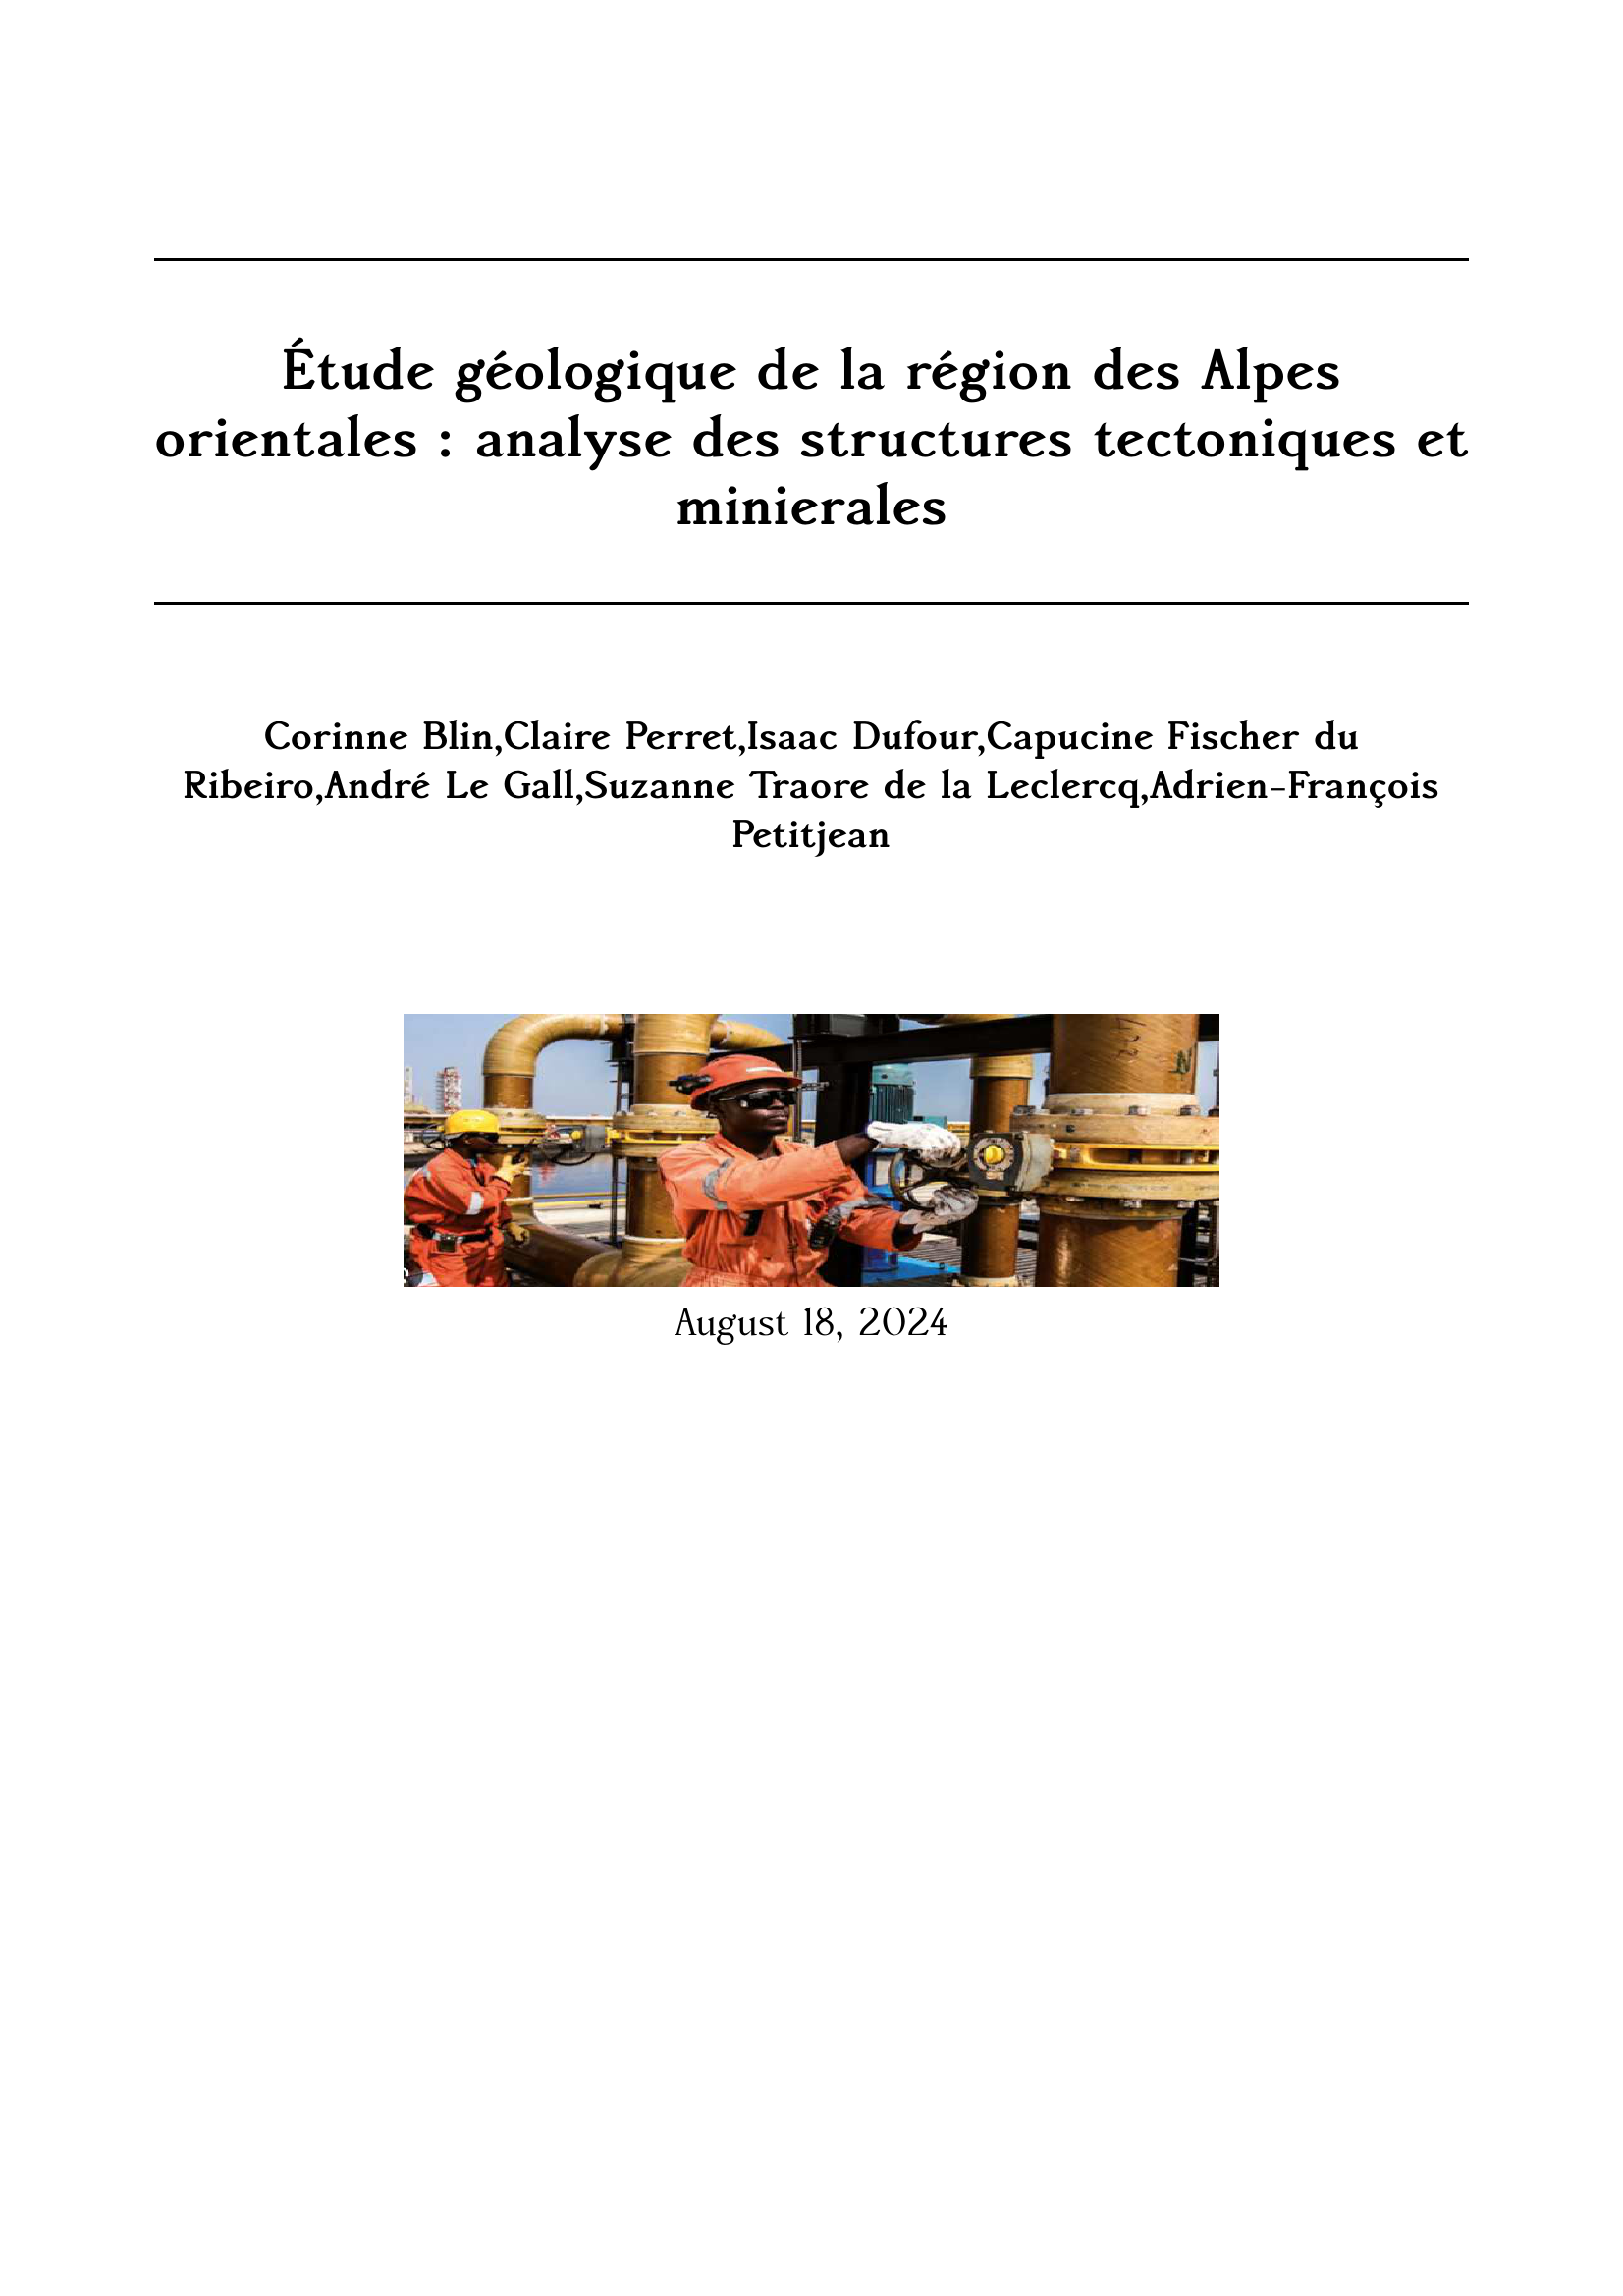 Étude géologique de la région des Alpes
orientales : analyse des structures tectoniques et
minierales
Corinne Blin,Claire Perret,Isaac Dufour,Capucine Fischer du
Ribeiro,André Le Gall,Suzanne Traore de la Leclercq,Adrien-François
Petitjean
August 18, 2024